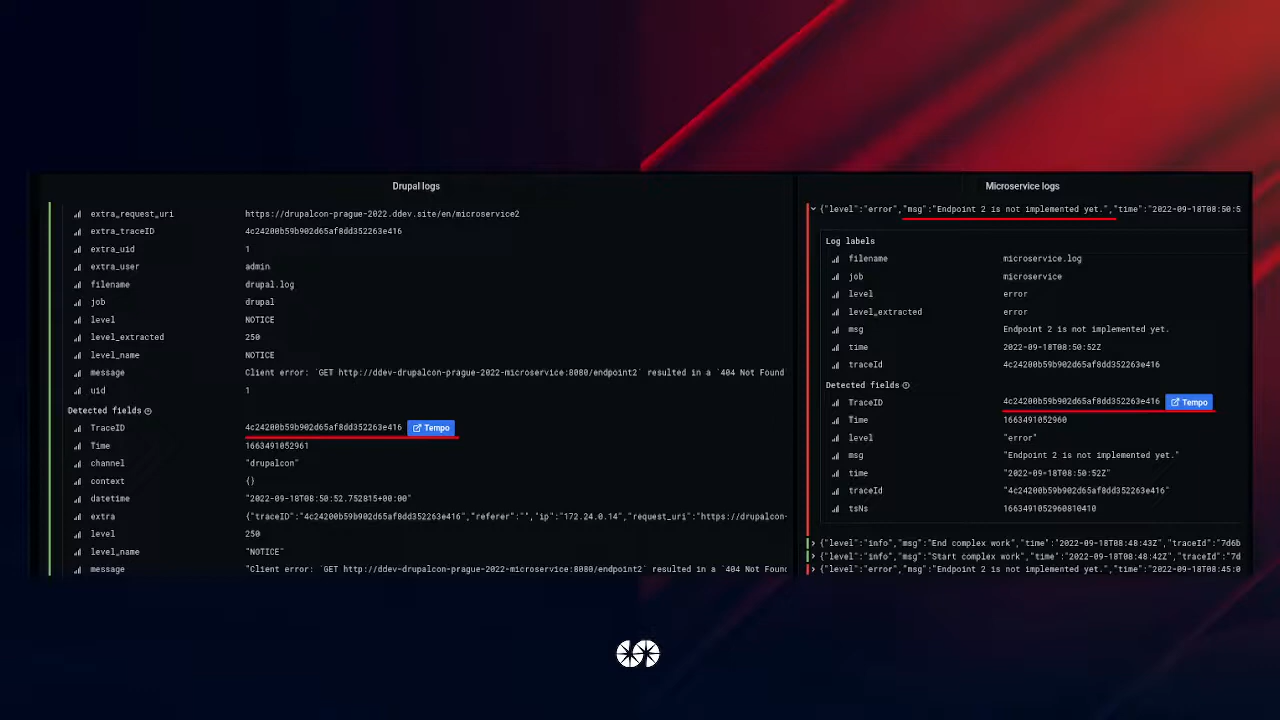 Drupal logs
extra_request_uri https://drupalcon-prague-2022.ddev.site/en/microservice2
extra_traceID 4c24200b59b902d65af8dd352263e416
extra_uid 1
extra_user admin
filename drupal.log
job drupal
level NOTICE
level_extracted 250
level_name NOTICE
message Client error: `GET http://ddev-drupalcon-prague-2022-microservice:8080/endpoint2` resulted in a `404 Not Found
uid 1
Detected fields
TraceID 4c24200b59b902d65af8dd352263e416 Tempo
Time 1663491052961
channel "drupalcon"
context {}
datetime "2022-09-18T08:50:52.752815+00:00"
extra {"traceID":"4c24200b59b902d65af8dd352263e416","referer":"","ip":"172.24.0.14","request_uri":"https://drupalcon-
level 250
level_name "NOTICE"
message "Client error: `GET http://ddev-drupalcon-prague-2022-microservice:8080/endpoint2` resulted in a `404 Not Foun
Microservice logs
{"level":"error","msg":"Endpoint 2 is not implemented yet.","time":"2022-09-18T08:50:5
Log labels
filename microservice.log
job microservice
level error
level_extracted error
msg Endpoint 2 is not implemented yet.
time 2022-09-18T08:50:52Z
traceId 4c24200b59b902d65af8dd352263e416
Detected fields
TraceID 4c24200b59b902d65af8dd352263e416 Tempo
Time 1663491052960
level "error"
msg "Endpoint 2 is not implemented yet."
time "2022-09-18T08:50:52Z"
traceId "4c24200b59b902d65af8dd352263e416"
tsNs 1663491052960810410
{"level":"info","msg":"End complex work","time":"2022-09-18T08:48:43Z","traceId":"7d6b
{"level":"info","msg":"Start complex work","time":"2022-09-18T08:48:42Z","traceId":"7d
{"level":"error","msg":"Endpoint 2 is not implemented yet.","time":"2022-09-18T08:45:0